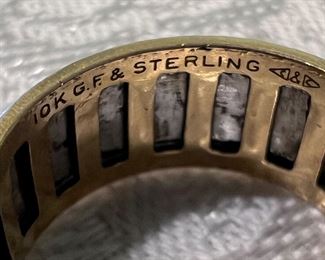 10K G.F. & STERLING